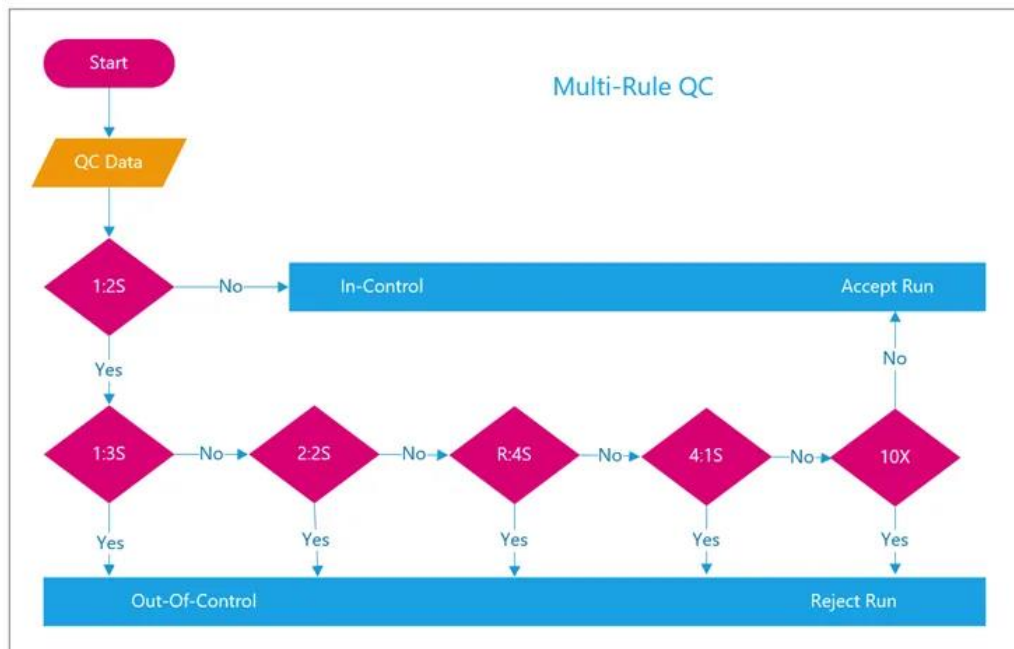 Start
Multi-Rule QC
QC Data
1:2S
No
In-Control
Accept Run
Yes
No
1:3S
No
2:2S
No
R:4S
No
4:1S
No
10X
Yes
Yes
Yes
Yes
Yes
Out-Of-Control
Reject Run